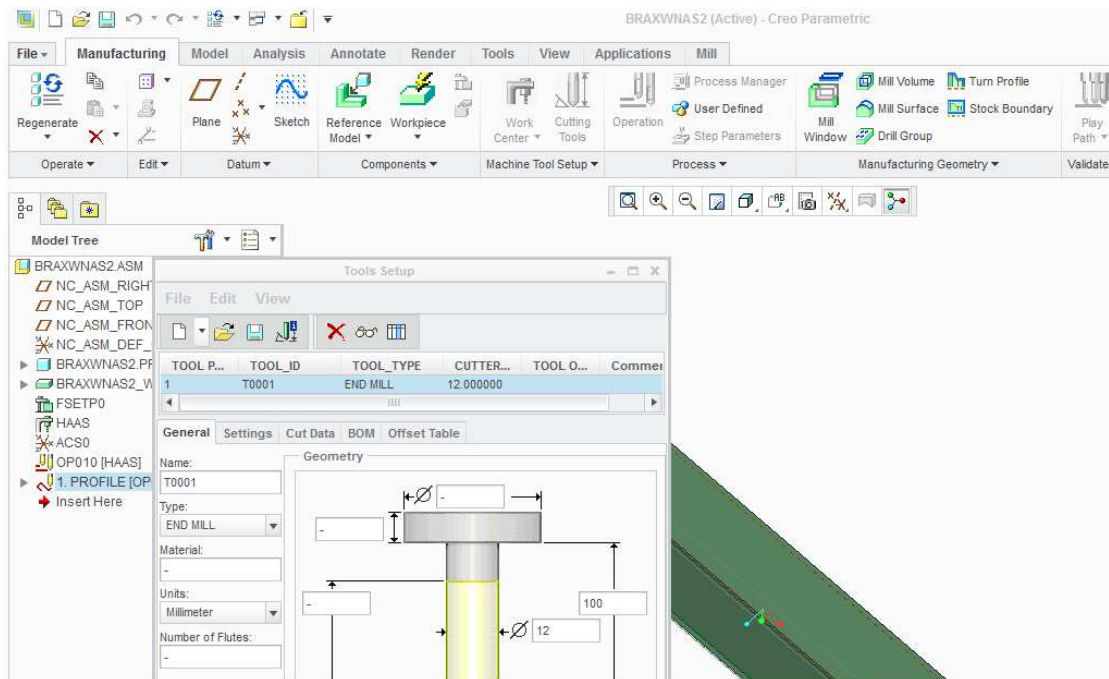 BRAXWNAS2 (Active) - Creo Parametric
File Manufacturing Model Analysis Annotate Render Tools View Applications Mill
Regenerate
Plane
Sketch
Reference Model
Workpiece
Work Center
Cutting Tools
Operation
Process Manager
User Defined
Step Parameters
Mill Window
Mill Volume
Mill Surface
Drill Group
Turn Profile
Stock Boundary
Play Path
Operate Edit Datum Components Machine Tool Setup Process Manufacturing Geometry Validate
Model Tree
BRAXWNAS2.ASM
NC_ASM_RIGH
NC_ASM_TOP
NC_ASM_FRON
NC_ASM_DEF_
BRAXWNAS2.PF
BRAXWNAS2_W
FSETP0
HAAS
ACS0
OP010 [HAAS]
1. PROFILE [OP
Insert Here
Tools Setup
File Edit View
TOOL P... TOOL_ID TOOL_TYPE CUTTER... TOOL O... Commer
1 T0001 END MILL 12.000000
General Settings Cut Data BOM Offset Table
Name:
T0001
Type:
END MILL
Material:
-
Units:
Millimeter
Number of Flutes:
-
Geometry
Ø -
-
-
100
Ø 12